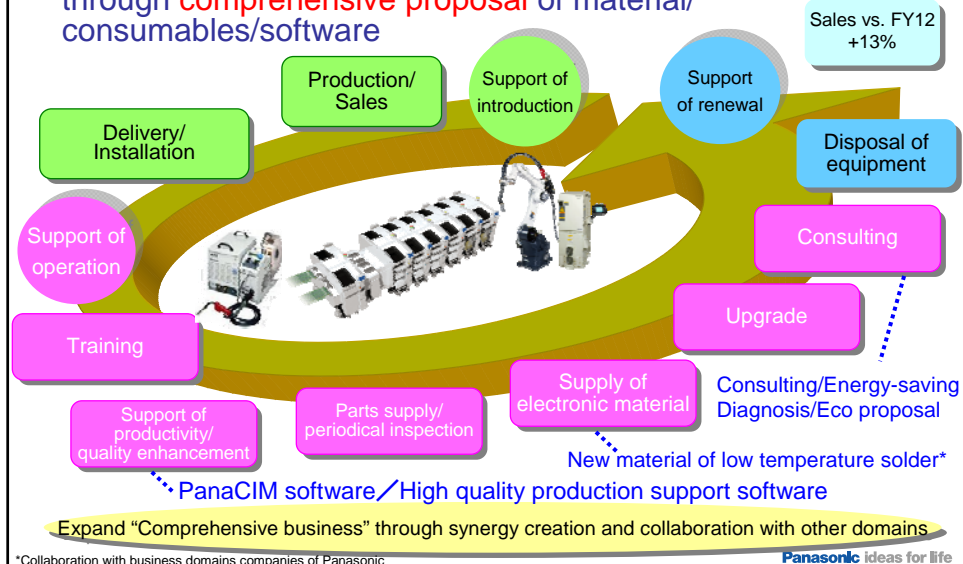 through comprehensive proposal of material/
consumables/software
Sales vs. FY12
+13%
Production/
Sales
Support of
introduction
Support
of renewal
Delivery/
Installation
Disposal of
equipment
Support of
operation
Consulting
Training
Upgrade
Support of
productivity/
quality enhancement
Parts supply/
periodical inspection
Supply of
electronic material
Consulting/Energy-saving
Diagnosis/Eco proposal
New material of low temperature solder*
PanaCIM software／High quality production support software
Expand “Comprehensive business” through synergy creation and collaboration with other domains
*Collaboration with business domains companies of Panasonic
Panasonic ideas for life